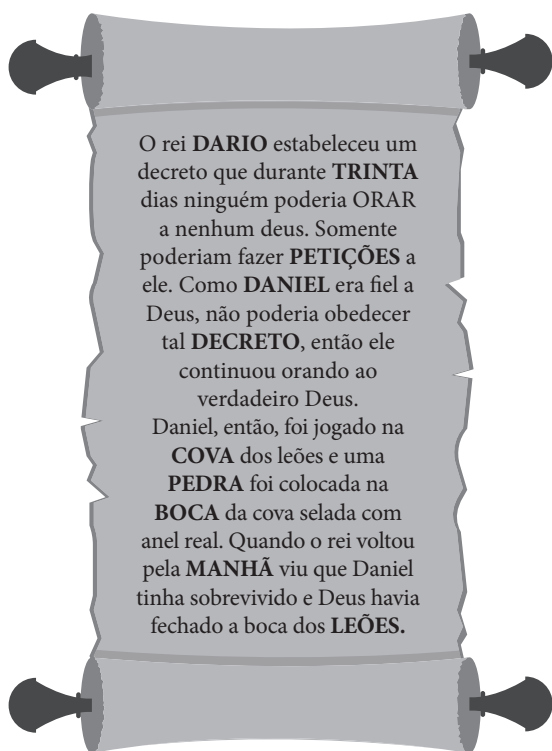 O rei DARIO estabeleceu um
decreto que durante TRINTA
dias ninguém poderia ORAR
a nenhum deus. Somente
poderiam fazer PETIÇÕES a
ele. Como DANIEL era fiel a
Deus, não poderia obedecer
tal DECRETO, então ele
continuou orando ao
verdadeiro Deus.
Daniel, então, foi jogado na
COVA dos leões e uma
PEDRA foi colocada na
BOCA da cova selada com
anel real. Quando o rei voltou
pela MANHÃ viu que Daniel
tinha sobrevivido e Deus havia
fechado a boca dos LEÕES.